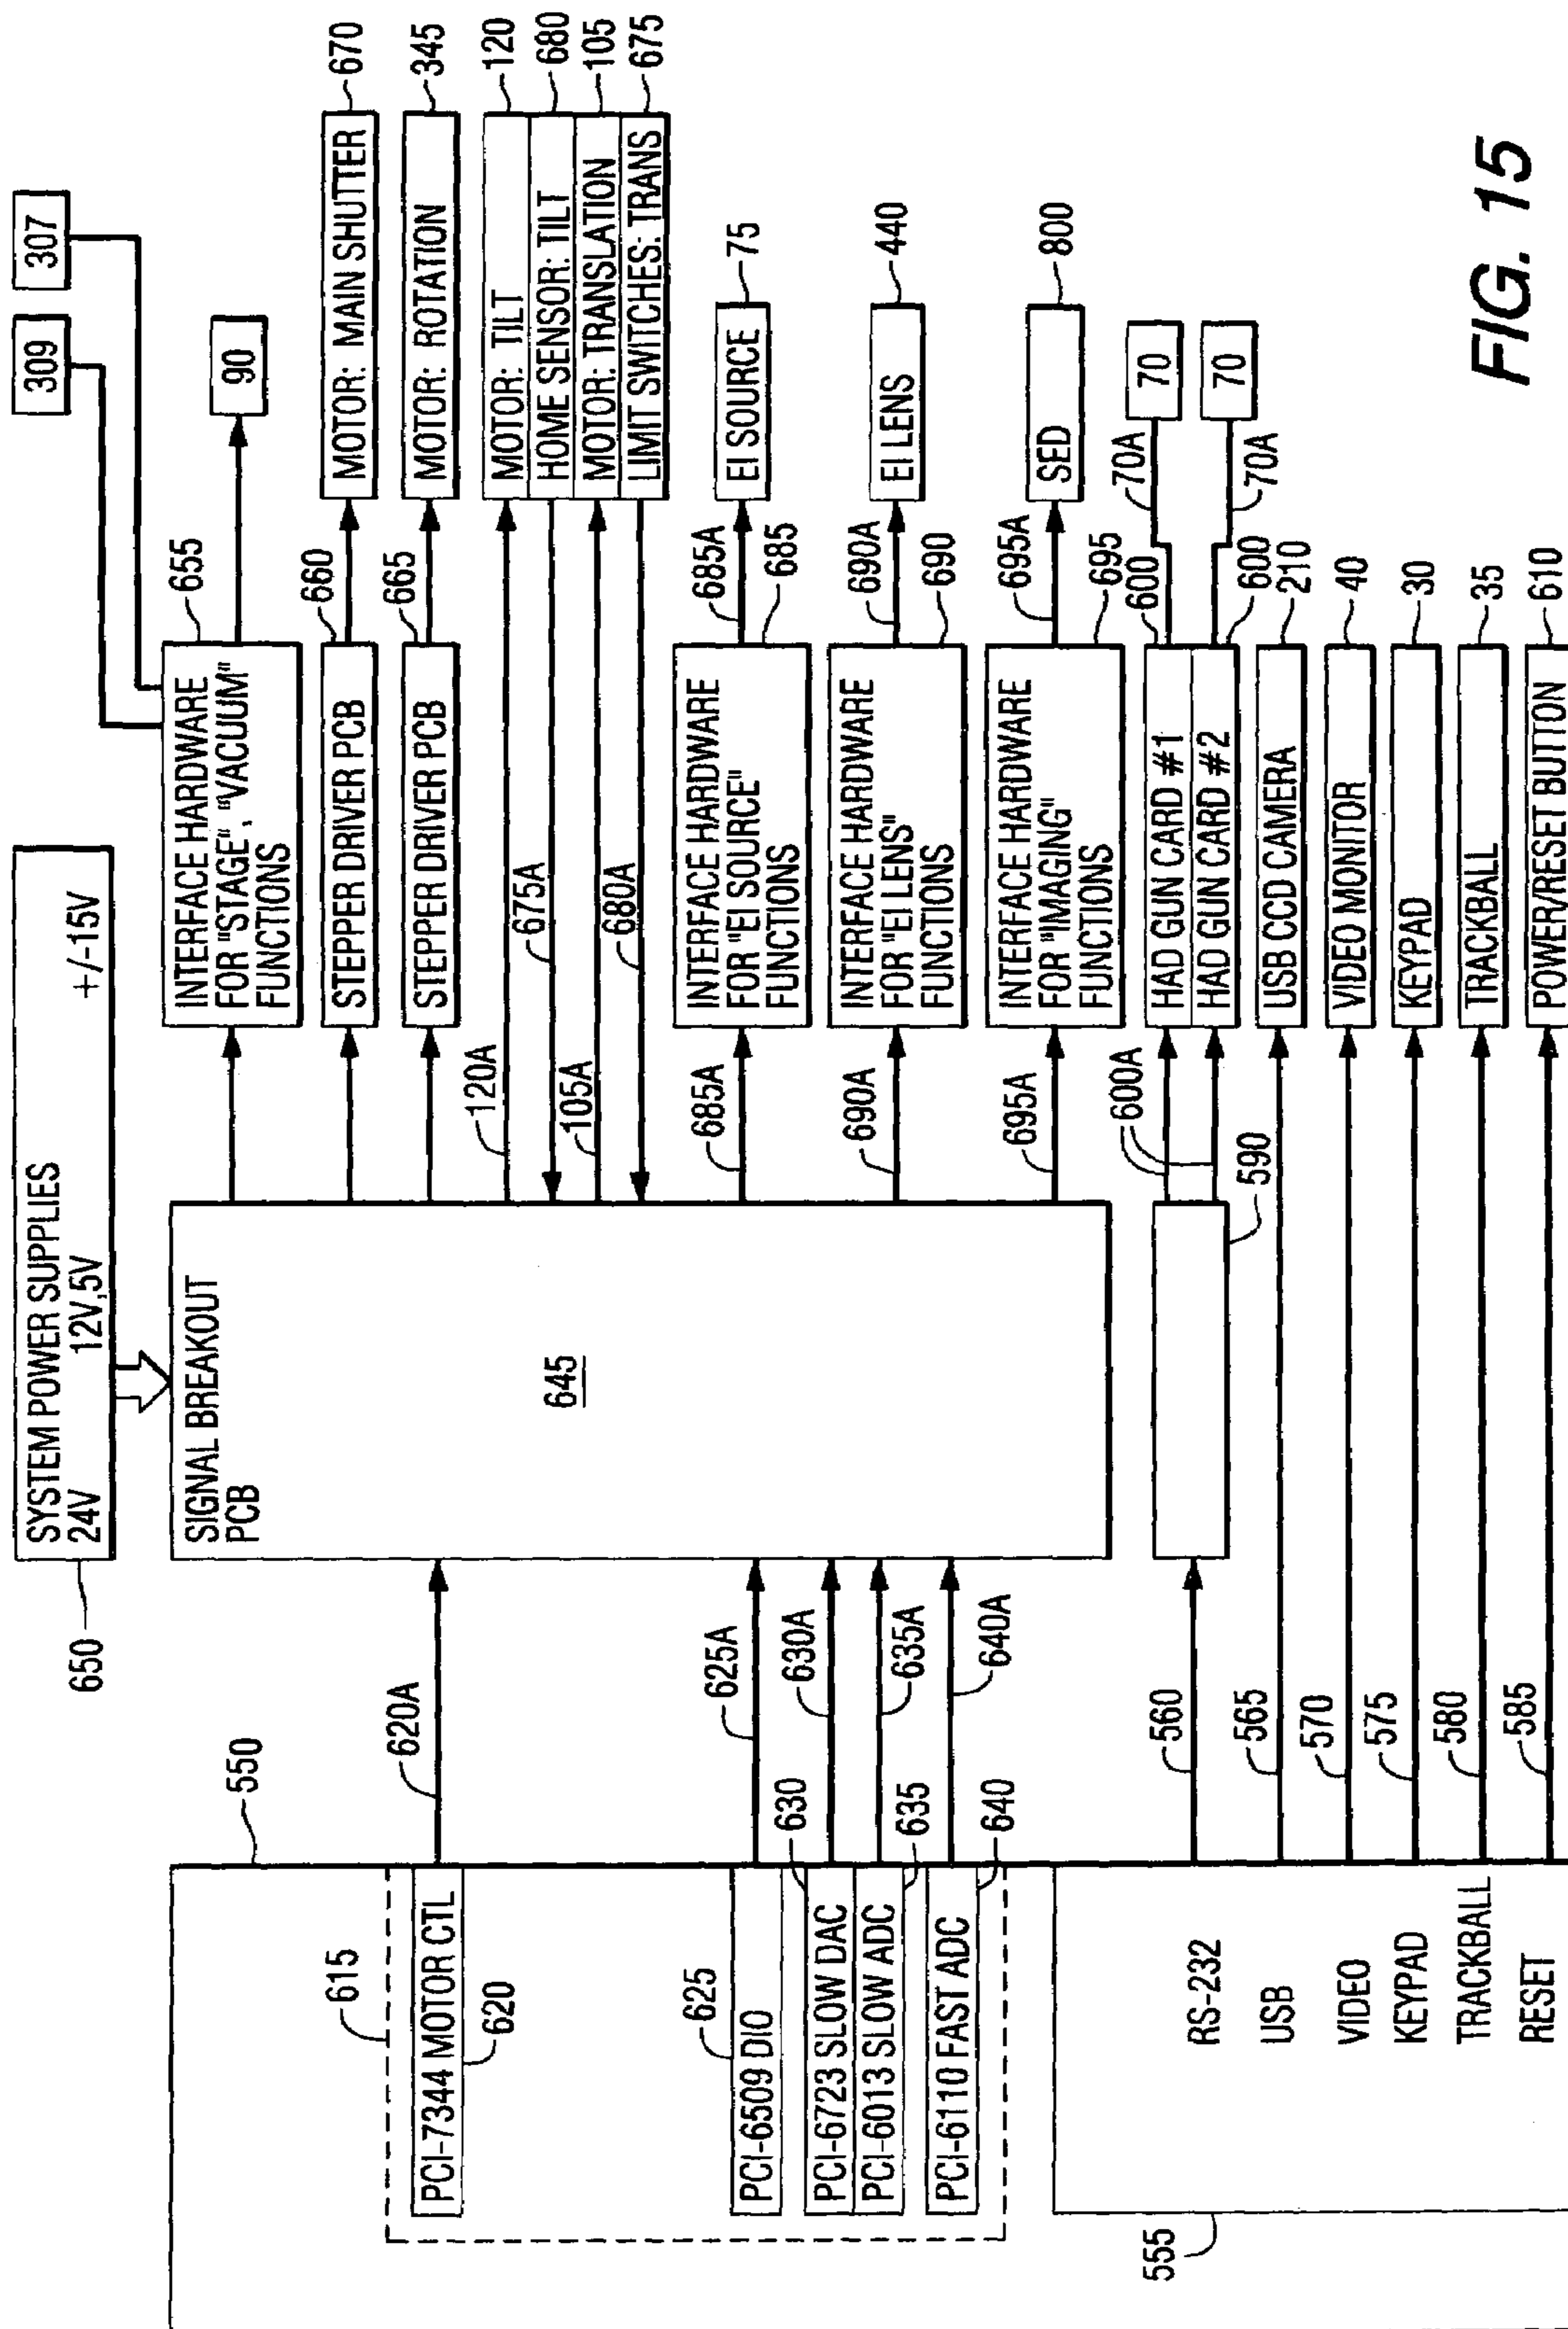 650
SYSTEM POWER SUPPLIES
24V 12V,5V +/-15V
309
307
550
615
PCI-7344 MOTOR CTL
620
620A
625
PCI-6509 DIO
625A
630
PCI-6723 SLOW DAC
630A
PCI-6013 SLOW ADC
635
635A
PCI-6110 FAST ADC
640
640A
SIGNAL BREAKOUT
PCB
645
INTERFACE HARDWARE
FOR "STAGE", "VACUUM"
FUNCTIONS
655
90
STEPPER DRIVER PCB
660
MOTOR: MAIN SHUTTER
670
STEPPER DRIVER PCB
665
MOTOR: ROTATION
345
120A
MOTOR: TILT
120
675A
HOME SENSOR: TILT
680
105A
MOTOR: TRANSLATION
105
680A
LIMIT SWITCHES: TRANS
675
685A
INTERFACE HARDWARE
FOR "EI SOURCE"
FUNCTIONS
685A
685
EI SOURCE
75
690A
INTERFACE HARDWARE
FOR "EI LENS"
FUNCTIONS
690A
690
EI LENS
440
695A
INTERFACE HARDWARE
FOR "IMAGING"
FUNCTIONS
695A
695
SED
800
555
RS-232
560
590
600A
HAD GUN CARD #1
600
70A
70
HAD GUN CARD #2
600
70A
70
USB
565
USB CCD CAMERA
210
VIDEO
570
VIDEO MONITOR
40
KEYPAD
575
KEYPAD
30
TRACKBALL
580
TRACKBALL
35
RESET
585
POWER/RESET BUTTON
610
FIG. 15